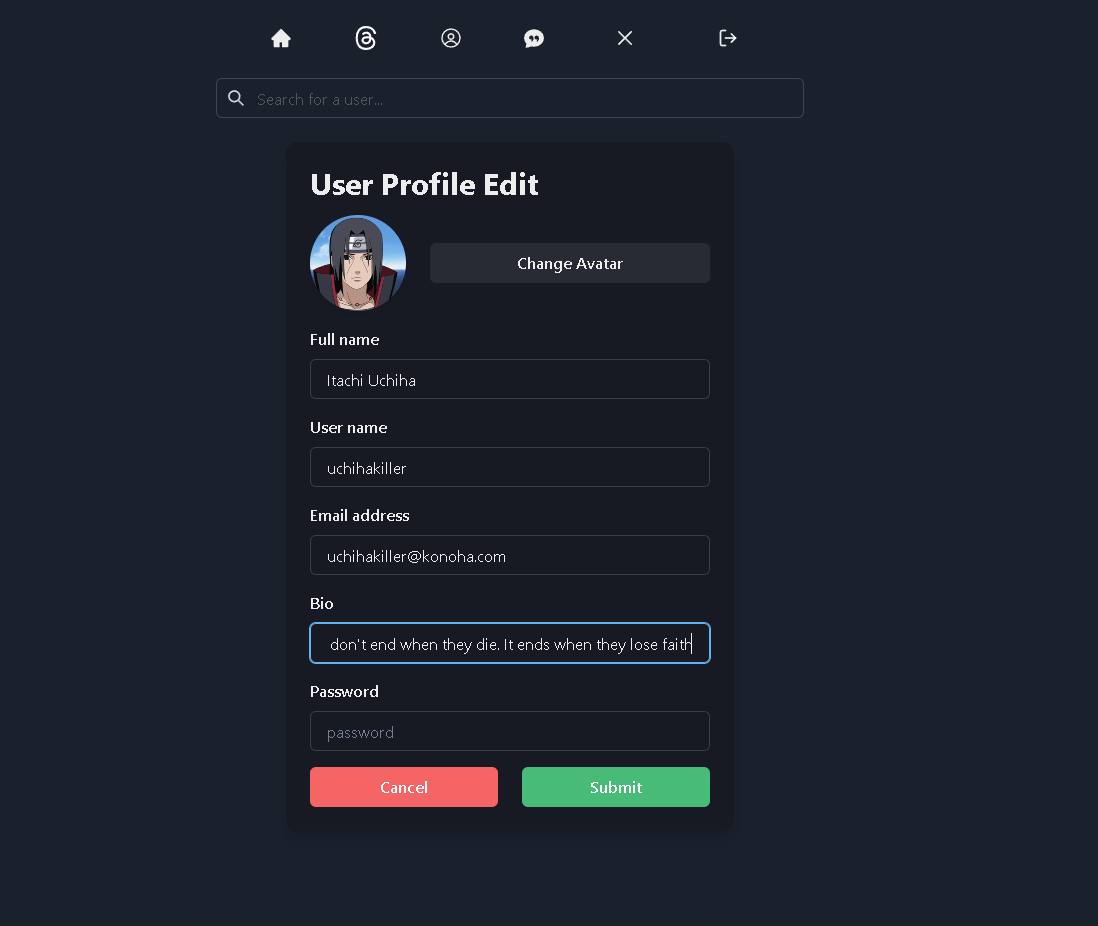 Search for a user...
User Profile Edit
Change Avatar
Full name
Itachi Uchiha
User name
uchihakiller
Email address
uchihakiller@konoha.com
Bio
don't end when they die. It ends when they lose faith
Password
password
Cancel
Submit